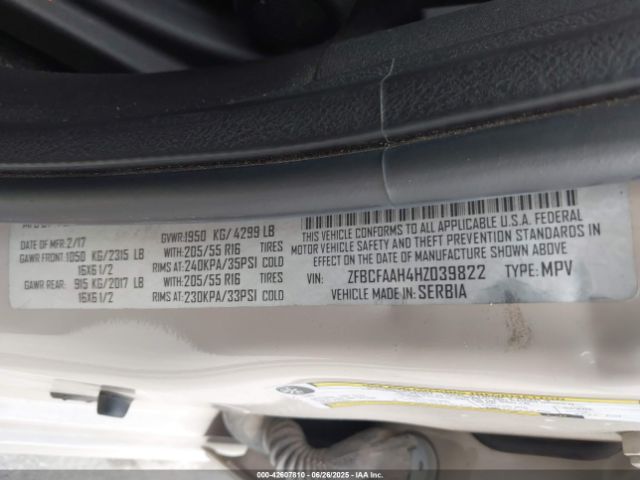 GVWR:1950 KG/4299 LB
DATE OF MFR:2/17
GAWR FRONT:1050 KG/2315 LB WITH:205/55 R16 TIRES
16X6 1/2 RIMS AT:240KPA/35PSI COLD
GAWR REAR: 915 KG/2017 LB WITH:205/55 R16 TIRES
16X6 1/2 RIMS AT:230KPA/33PSI COLD
THIS VEHICLE CONFORMS TO ALL APPLICABLE U.S.A. FEDERAL
MOTOR VEHICLE SAFETY, BUMPER, AND THEFT PREVENTION
STANDARDS IN EFFECT ON THE DATE OF MANUFACTURE SHOWN ABOVE
VIN: ZFBCFAAH4HZ039822 TYPE: MPV
VEHICLE MADE IN: SERBIA
000-42607810 - 06/26/2025 - COPYRIGHT IAA, LLC.